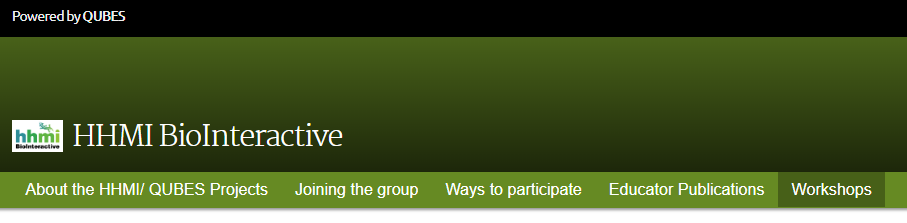 Powered by QUBES
hhmi
BioInteractive
HHMI BioInteractive
About the HHMI/ QUBES Projects Joining the group Ways to participate Educator Publications Workshops